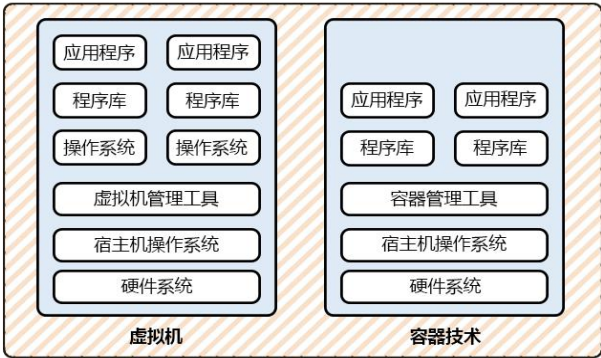 应用程序 应用程序
程序库 程序库
操作系统 操作系统
虚拟机管理工具
宿主机操作系统
硬件系统
虚拟机
应用程序 应用程序
程序库 程序库
容器管理工具
宿主机操作系统
硬件系统
容器技术